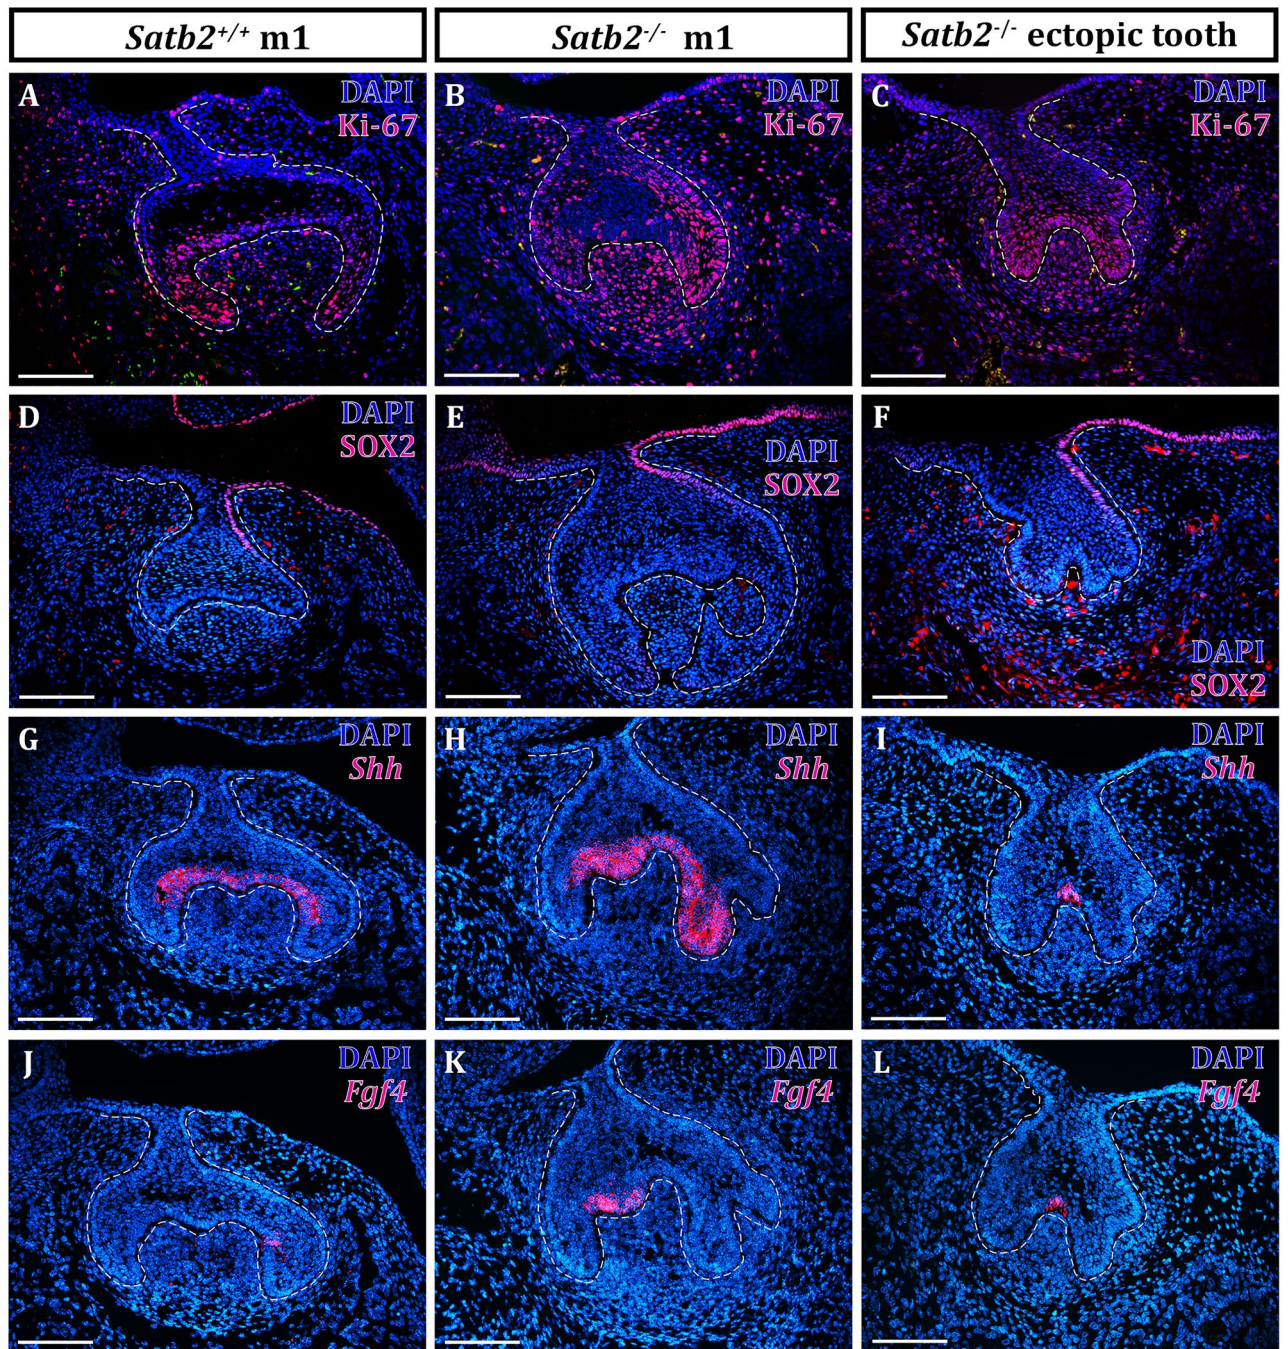 Satb2+/+ m1
Satb2-/- m1
Satb2-/- ectopic tooth
A
DAPI
Ki-67
B
DAPI
Ki-67
C
DAPI
Ki-67
D
DAPI
SOX2
E
DAPI
SOX2
F
DAPI
SOX2
G
DAPI
Shh
H
DAPI
Shh
I
DAPI
Shh
J
DAPI
Fgf4
K
DAPI
Fgf4
L
DAPI
Fgf4